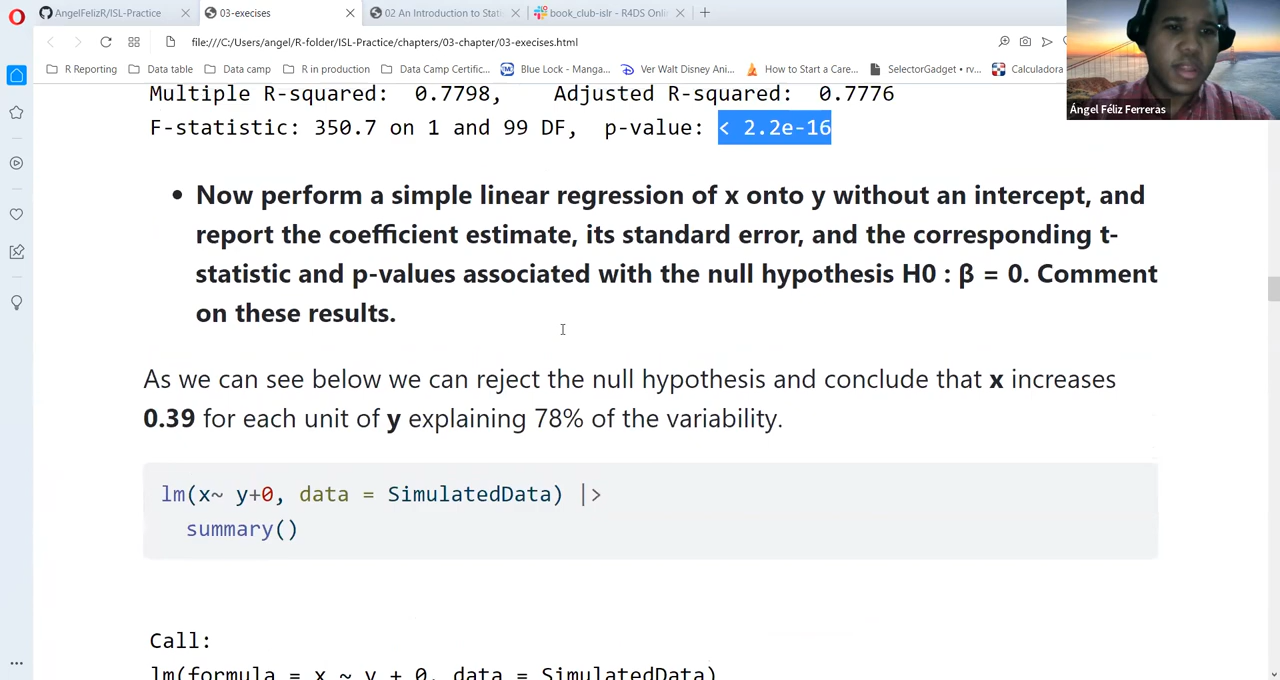 AngelFelizR/ISL-Practice
03-execises
02 An Introduction to Stati
book_club-islr - R4DS Onli
file:///C:/Users/angel/R-folder/ISL-Practice/chapters/03-chapter/03-execises.html
R Reporting
Data table
Data camp
R in production
Data Camp Certific...
Blue Lock - Manga...
Ver Walt Disney Ani...
How to Start a Care...
SelectorGadget • rv...
Calculadora
Ángel Féliz Ferreras
Multiple R-squared: 0.7798, Adjusted R-squared: 0.7776
F-statistic: 350.7 on 1 and 99 DF, p-value: < 2.2e-16
• Now perform a simple linear regression of x onto y without an intercept, and
report the coefficient estimate, its standard error, and the corresponding t-
statistic and p-values associated with the null hypothesis H0 : β = 0. Comment
on these results.
As we can see below we can reject the null hypothesis and conclude that x increases
0.39 for each unit of y explaining 78% of the variability.
lm(x~ y+0, data = SimulatedData) |>
summary()
Call:
lm(formula = x ~ y + 0, data = SimulatedData)